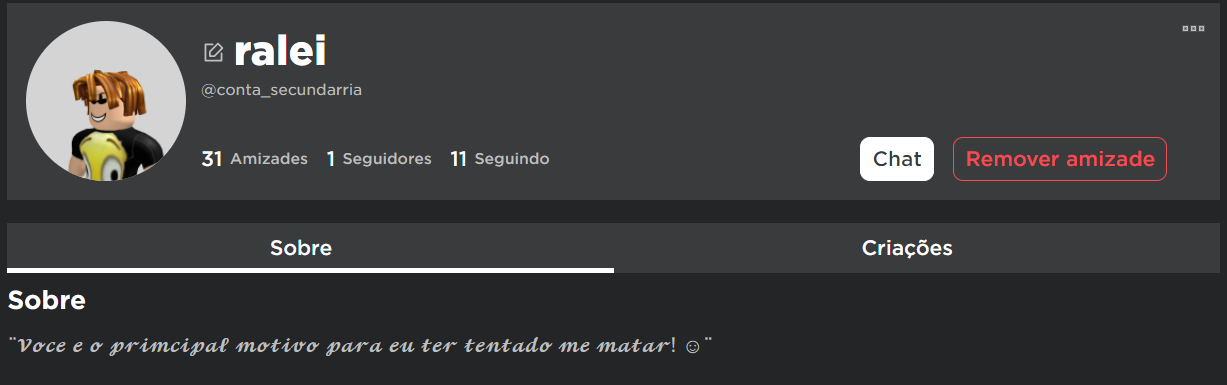 ralei
@conta_secundarria
31 Amizades 1 Seguidores 11 Seguindo
Chat
Remover amizade
Sobre
Criações
Sobre
¨𝓥𝓸𝓬𝓮 𝓮 𝓸 𝓹𝓻𝓲𝓶𝓬𝓲𝓹𝓪𝓵 𝓶𝓸𝓽𝓲𝓿𝓸 𝓹𝓪𝓻𝓪 𝓮𝓾 𝓽𝓮𝓻 𝓽𝓮𝓷𝓽𝓪𝓭𝓸 𝓶𝓮 𝓶𝓪𝓽𝓪𝓻! ☺¨